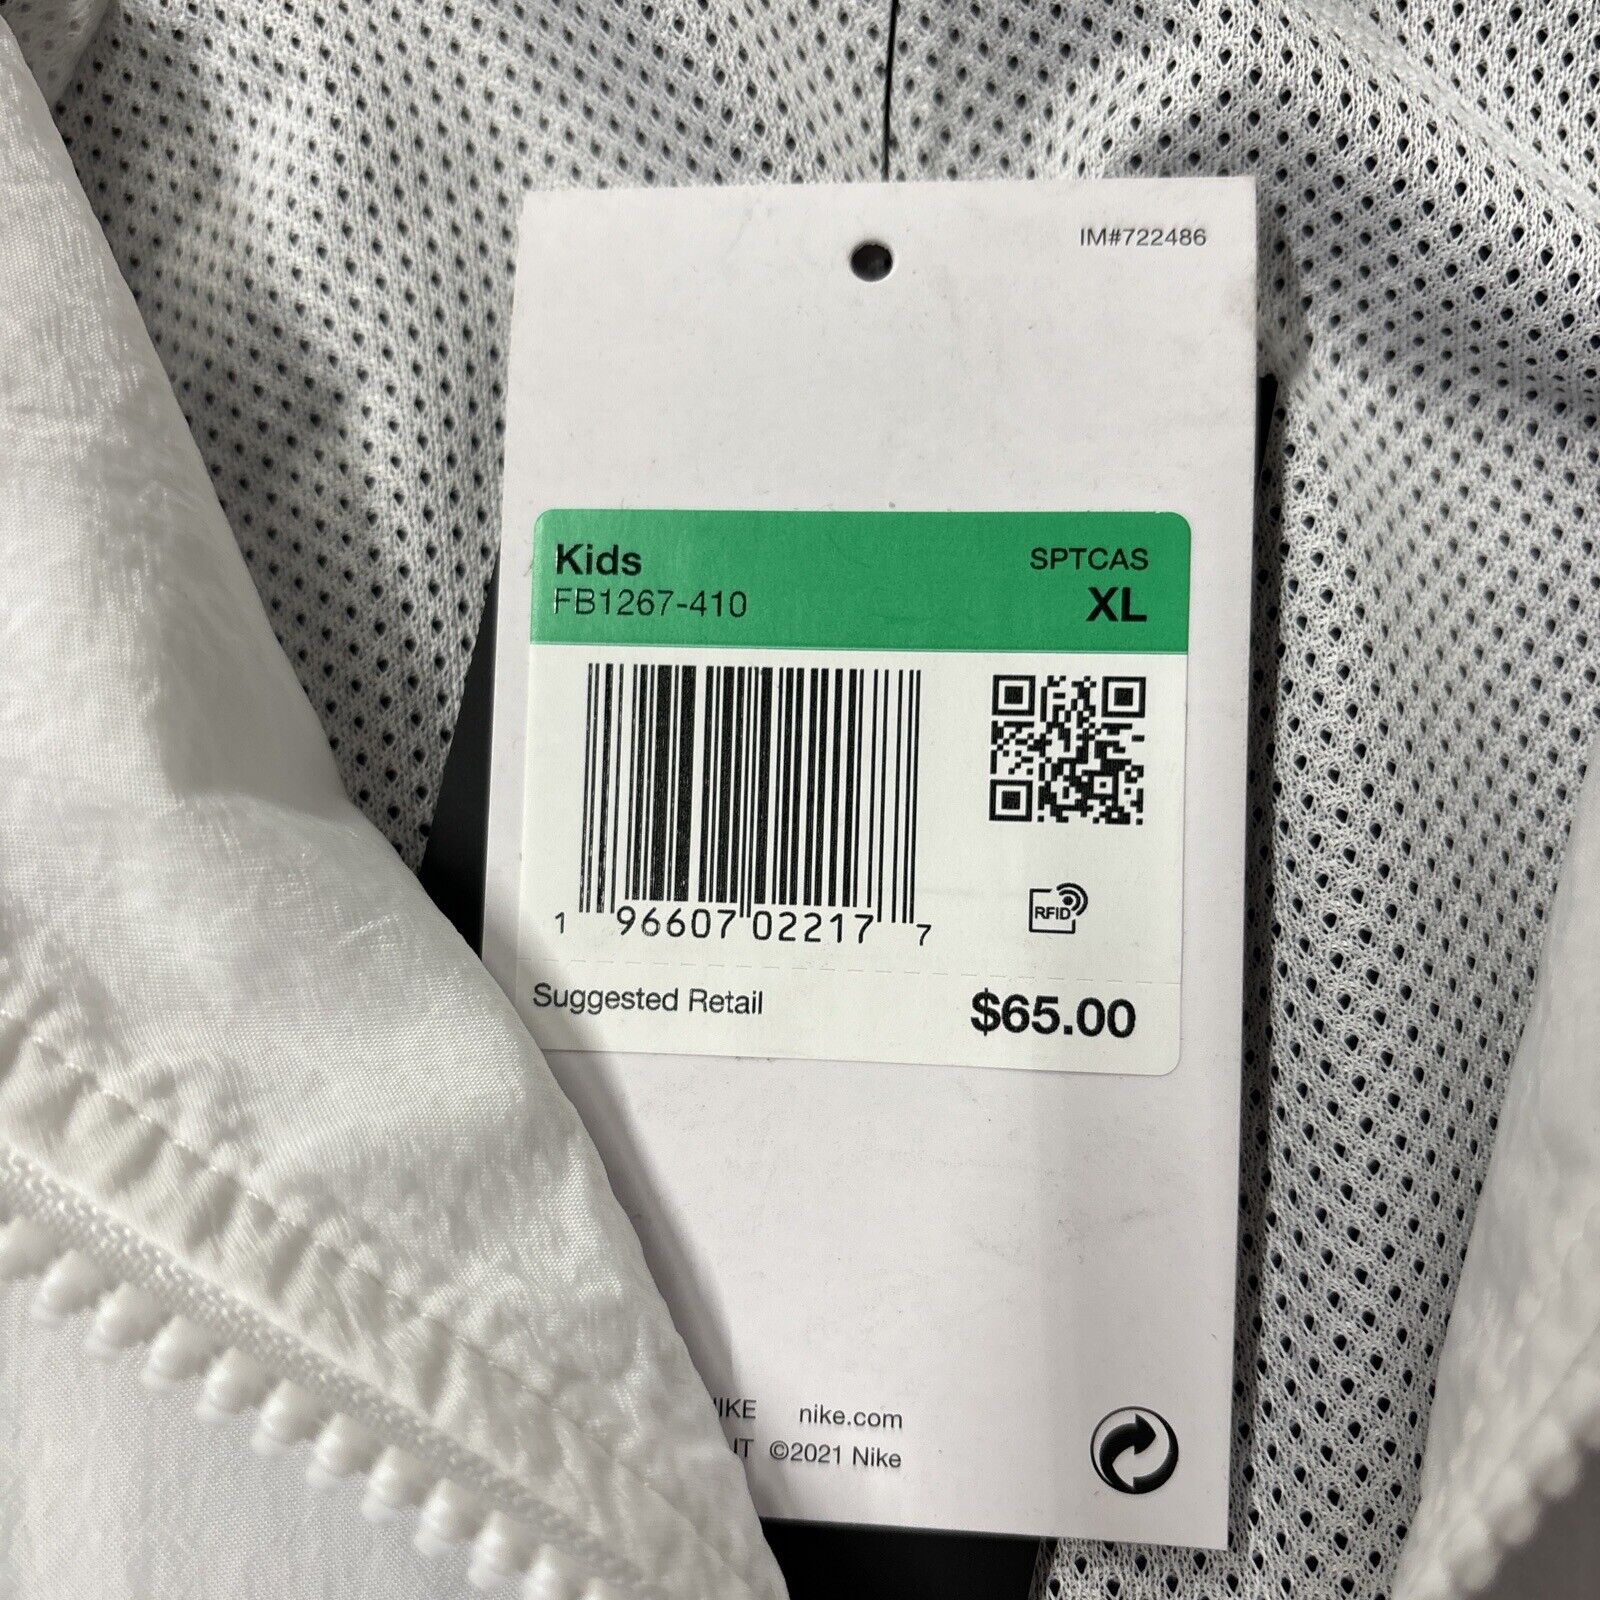 IM#722486
Kids SPTCAS
FB1267-410 XL
RFID
1 96607 02217 7
Suggested Retail $65.00
nike.com
©2021 Nike